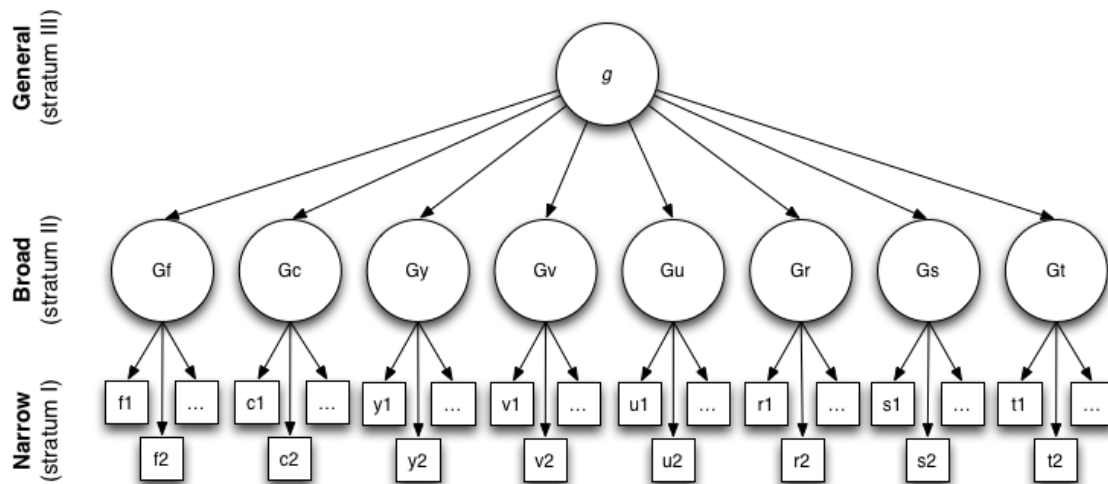 General
(stratum III)
g
Broad
(stratum II)
Gf Gc Gy Gv Gu Gr Gs Gt
Narrow
(stratum I)
f1 ... c1 ... y1 ... v1 ... u1 ... r1 ... s1 ... t1 ...
f2 c2 y2 v2 u2 r2 s2 t2